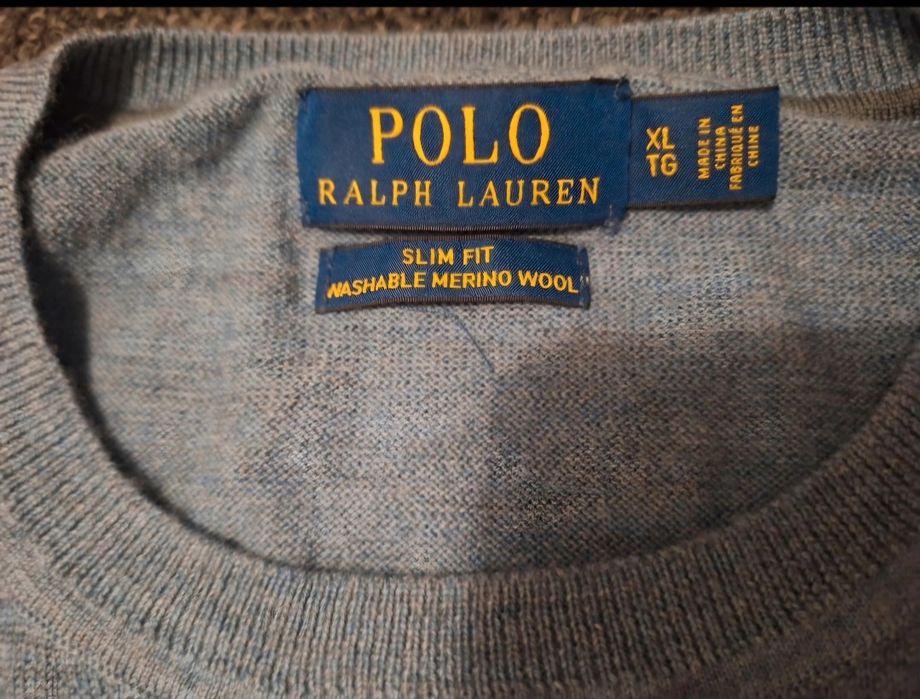 POLO
RALPH LAUREN
XL
TG
MADE IN
CHINA
FABRIQUÉ EN
CHINE
SLIM FIT
WASHABLE MERINO WOOL